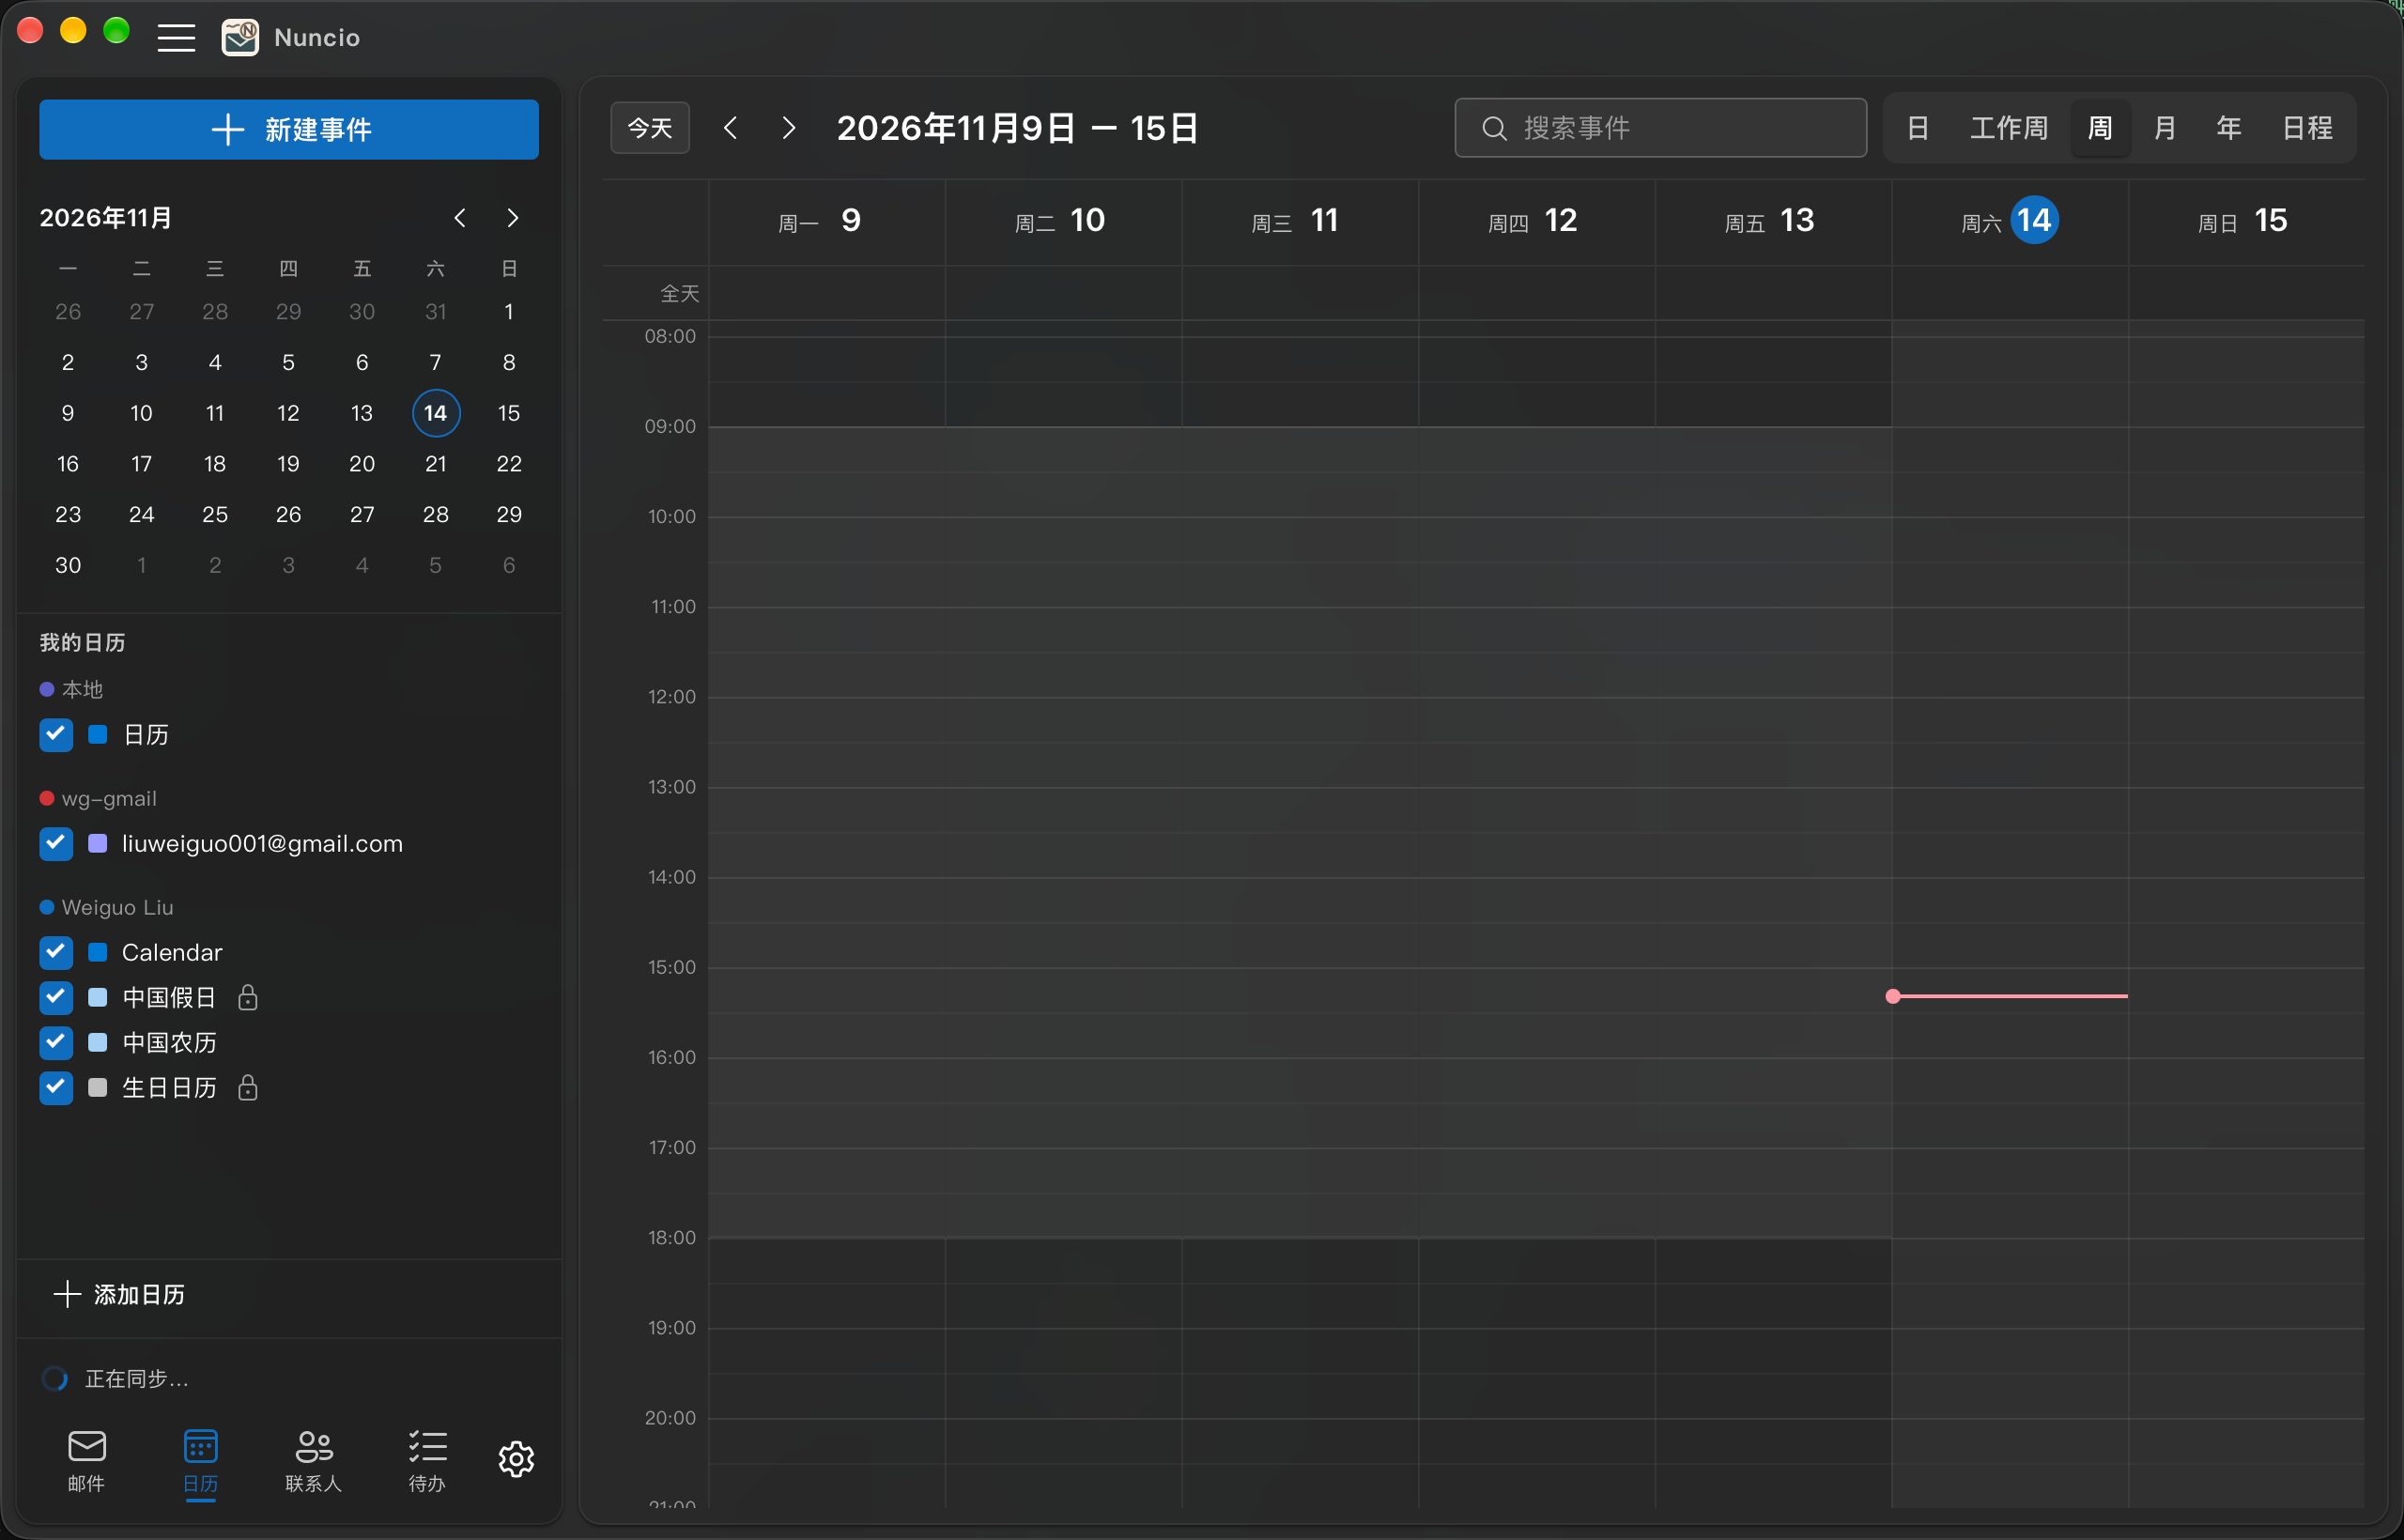 Nuncio
新建事件
2026年11月
一 二 三 四 五 六 日
26 27 28 29 30 31 1
2 3 4 5 6 7 8
9 10 11 12 13 14 15
16 17 18 19 20 21 22
23 24 25 26 27 28 29
30 1 2 3 4 5 6
我的日历
本地
日历
wg-gmail
liuweiguo001@gmail.com
Weiguo Liu
Calendar
中国假日
中国农历
生日日历
添加日历
正在同步...
邮件 日历 联系人 待办
今天 2026年11月9日 – 15日 搜索事件 日 工作周 周 月 年 日程
周一 9 周二 10 周三 11 周四 12 周五 13 周六 14 周日 15
全天
08:00
09:00
10:00
11:00
12:00
13:00
14:00
15:00
16:00
17:00
18:00
19:00
20:00
21:00